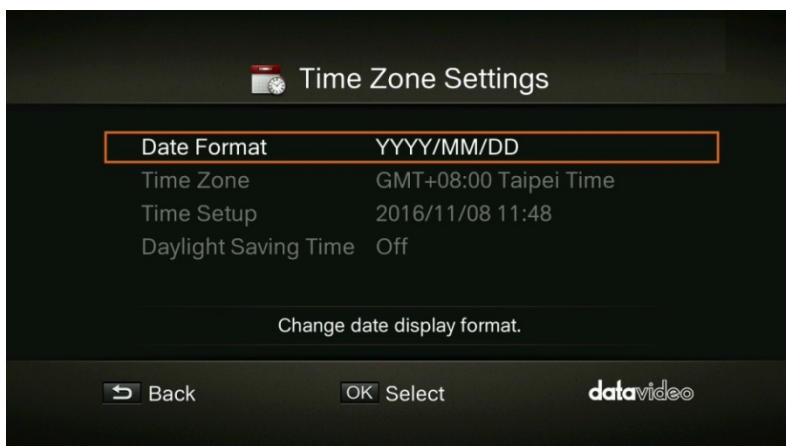 Time Zone Settings
Date Format YYYY/MM/DD
Time Zone GMT+08:00 Taipei Time
Time Setup 2016/11/08 11:48
Daylight Saving Time Off
Change date display format.
Back OK Select datavideo